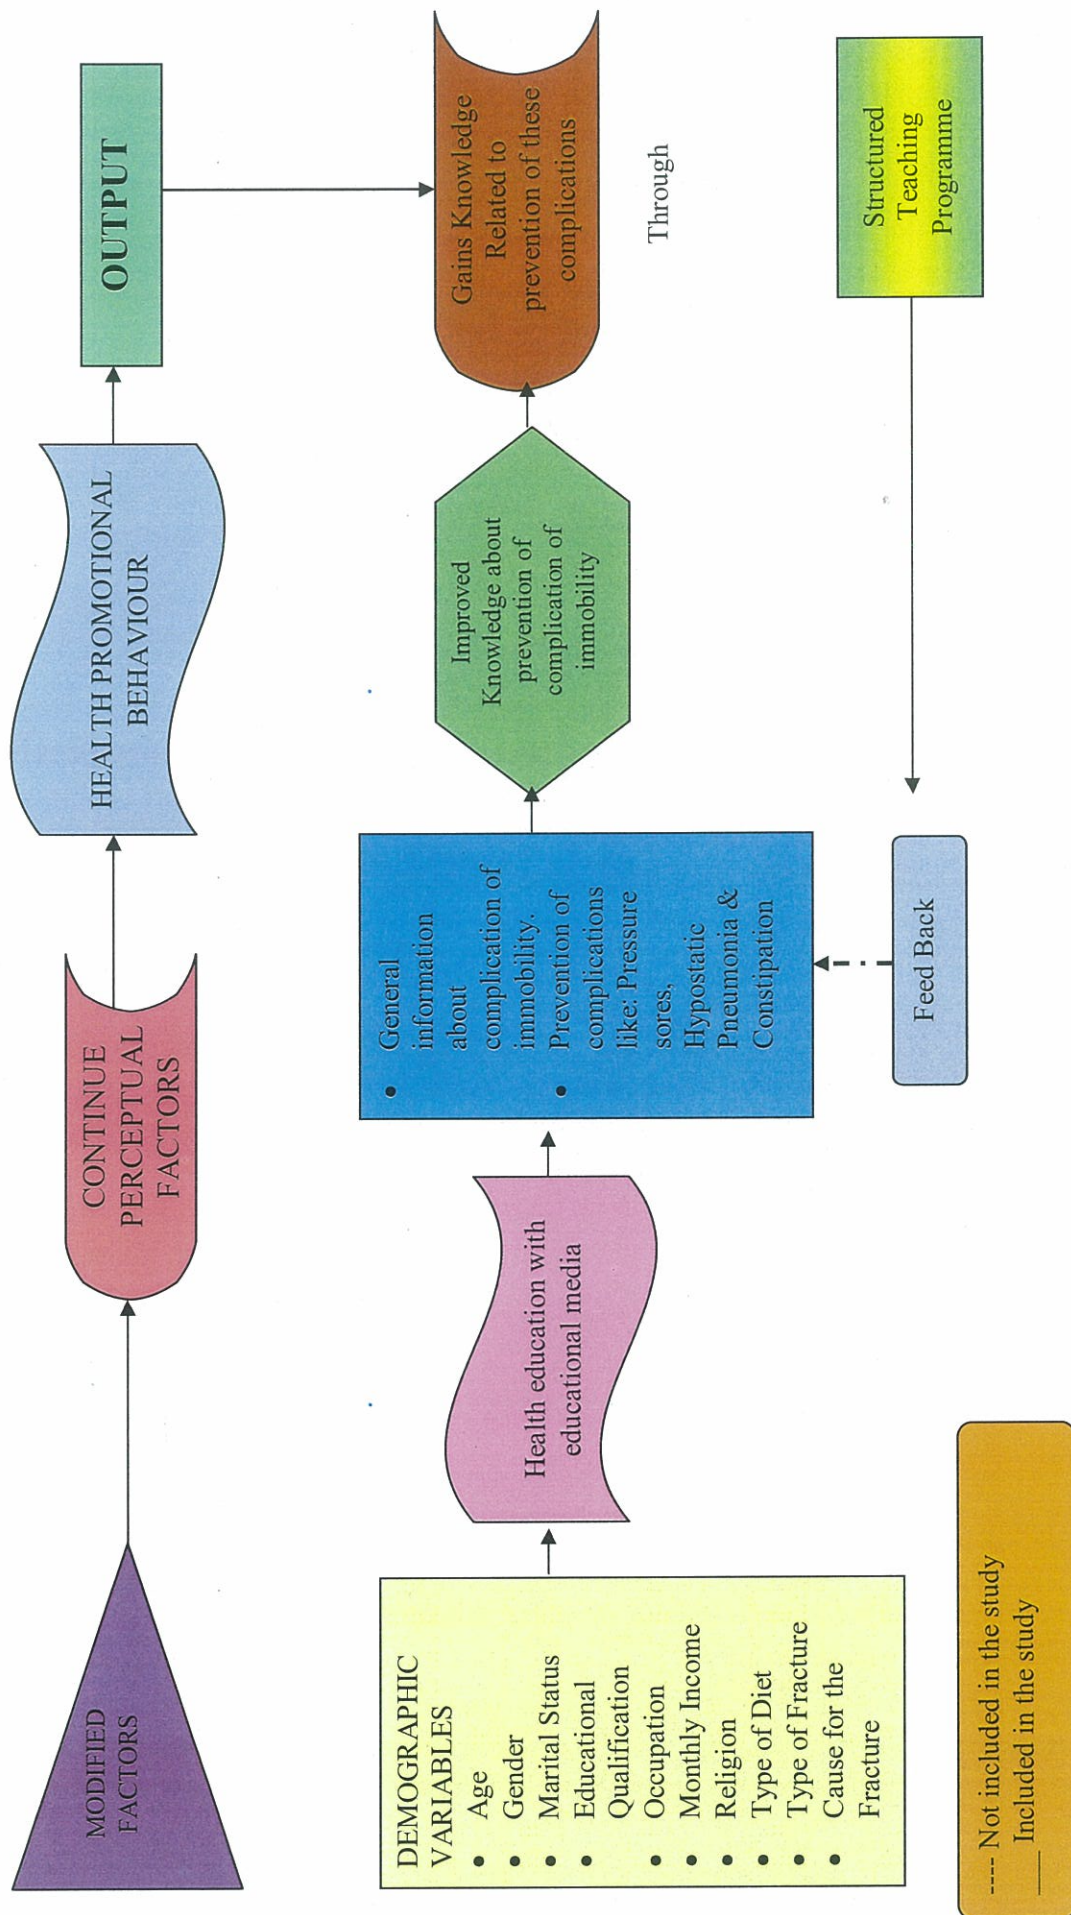 MODIFIED
FACTORS
CONTINUE
PERCEPTUAL
FACTORS
HEALTH PROMOTIONAL
BEHAVIOUR
OUTPUT
DEMOGRAPHIC
VARIABLES
• Age
• Gender
• Marital Status
• Educational
Qualification
• Occupation
• Monthly Income
• Religion
• Type of Diet
• Type of Fracture
• Cause for the
Fracture
Health education with
educational media
• General
information
about
complication of
immobility.
• Prevention of
complications
like: Pressure
sores,
Hypostatic
Pneumonia &
Constipation
Improved
Knowledge about
prevention of
complication of
immobility
Gains Knowledge
Related to
prevention of these
complications
Through
Structured
Teaching
Programme
Feed Back
---- Not included in the study
___ Included in the study